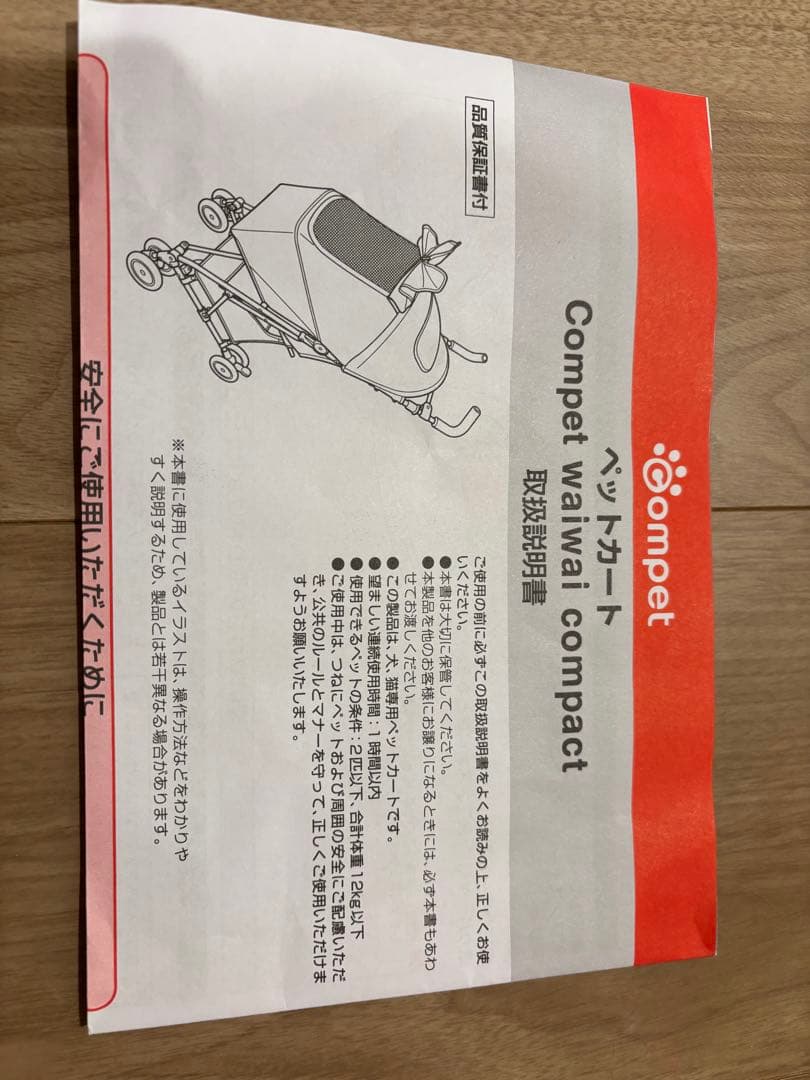 Compet
ペットカート
Compet waiwai compact
取扱説明書
品質保証書付
ご使用の前に必ずこの取扱説明書をよくお読みの上、正しくお使
いください。
●本書は大切に保管してください。
●本製品を他のお客様にお譲りになるときには、必ず本書もあわ
せてお渡しください。
●この製品は、犬、猫専用ペットカートです。
●望ましい連続使用時間：1時間以内
●使用できるペットの条件：2匹以下、合計体重12kg以下
●ご使用中は、つねにペットおよび周囲の安全にご配慮いただ
き、公共のルールとマナーを守って、正しくご使用いただけま
すようお願いいたします。
※本書に使用しているイラストは、操作方法などをわかりや
すく説明するため、製品とは若干異なる場合があります。
安全にご使用いただくために